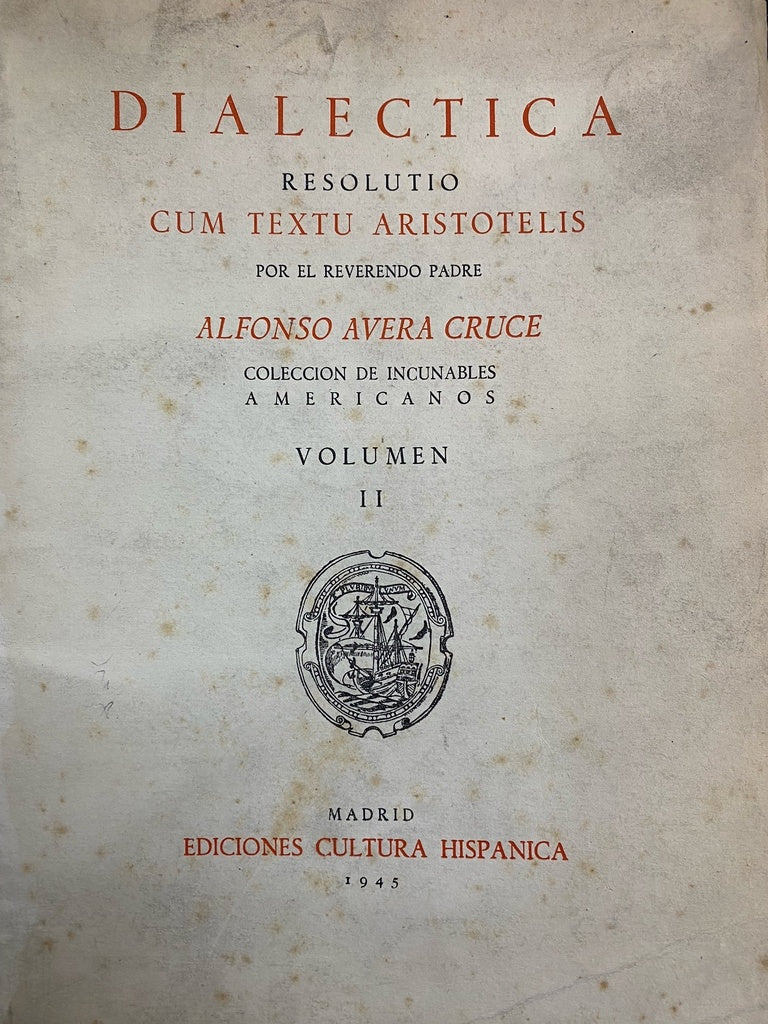 DIALECTICA
RESOLUTIO
CUM TEXTU ARISTOTELIS
POR EL REVERENDO PADRE
ALFONSO AVERA CRUCE
COLECCION DE INCUNABLES
AMERICANOS
VOLUMEN
II
MADRID
EDICIONES CULTURA HISPANICA
1945